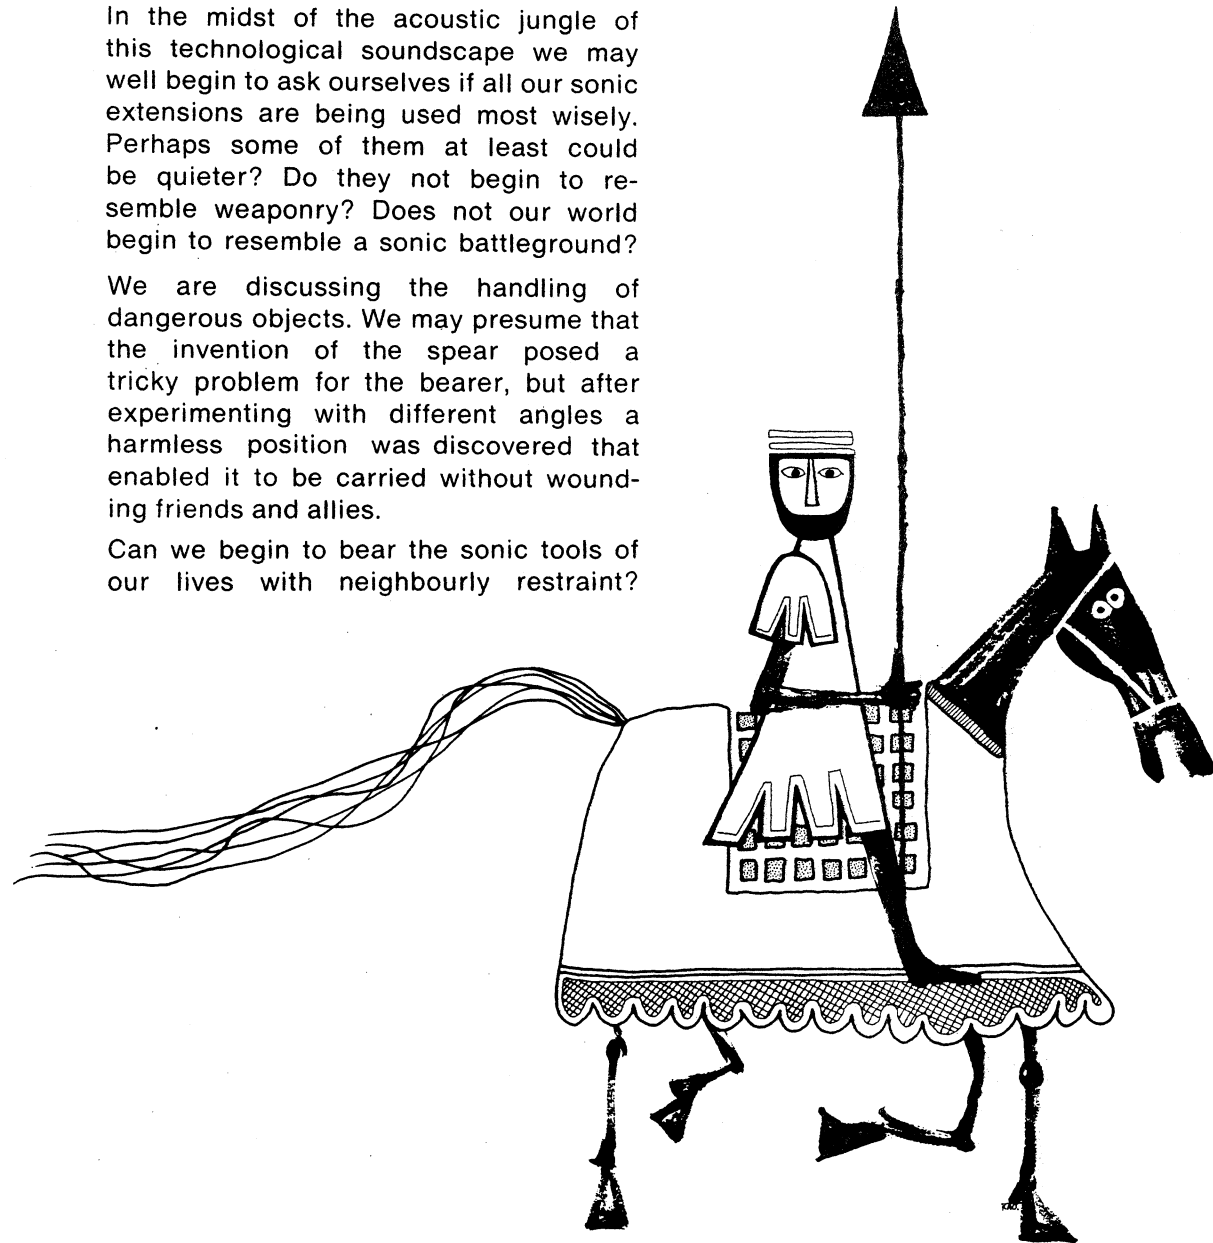 In the midst of the acoustic jungle of
this technological soundscape we may
well begin to ask ourselves if all our sonic
extensions are being used most wisely.
Perhaps some of them at least could
be quieter? Do they not begin to re-
semble weaponry? Does not our world
begin to resemble a sonic battleground?
We are discussing the handling of
dangerous objects. We may presume that
the invention of the spear posed a
tricky problem for the bearer, but after
experimenting with different angles a
harmless position was discovered that
enabled it to be carried without wound-
ing friends and allies.
Can we begin to bear the sonic tools of
our lives with neighbourly restraint?